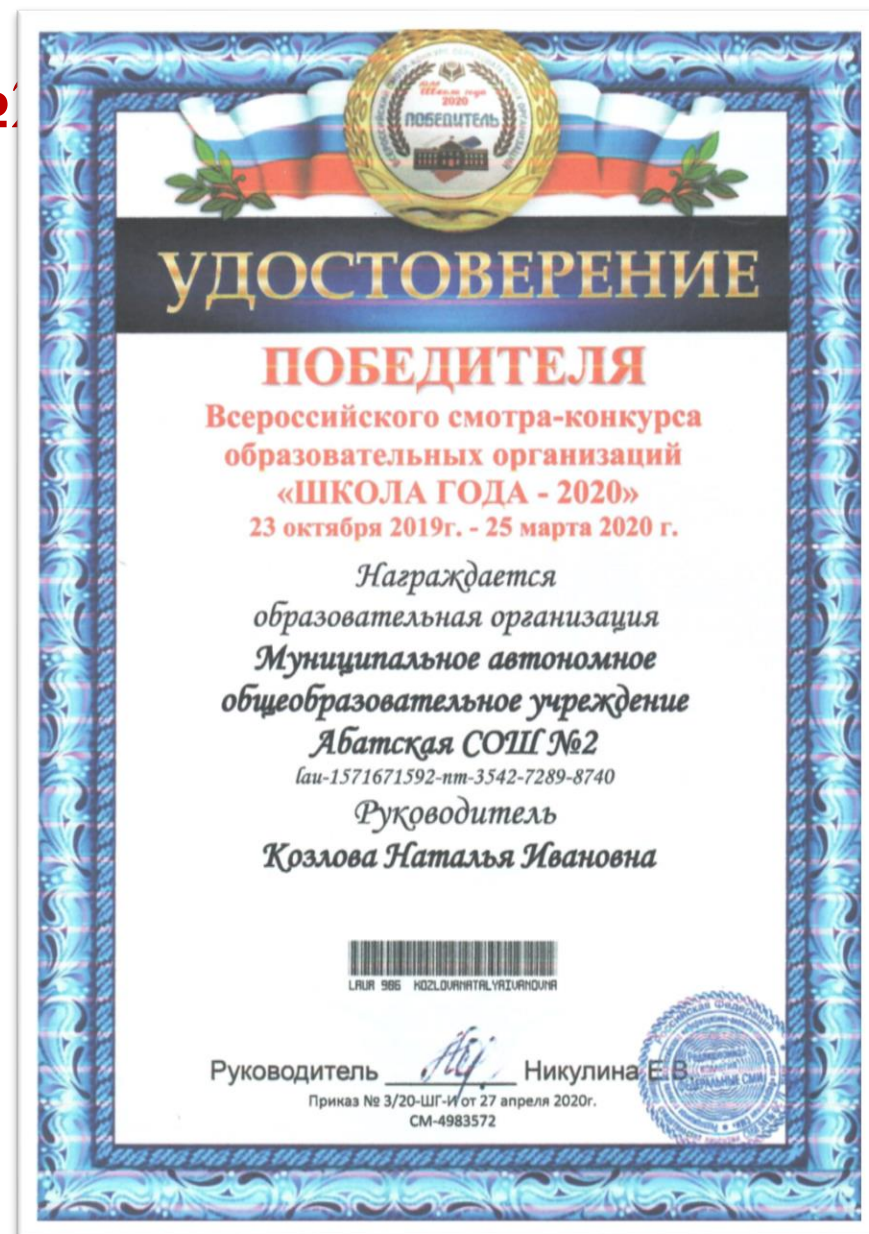 Школа года
2020
ПОБЕДИТЕЛЬ
УДОСТОВЕРЕНИЕ
ПОБЕДИТЕЛЯ
Всероссийского смотра-конкурса
образовательных организаций
«ШКОЛА ГОДА - 2020»
23 октября 2019г. - 25 марта 2020 г.
Награждается
образовательная организация
Муниципальное автономное
общеобразовательное учреждение
Абатская СОШ №2
lau-1571671592-nm-3542-7289-8740
Руководитель
Козлова Наталья Ивановна
LAUR 986 KOZLOVANATALYAIVANOVNA
Руководитель Никулина Е.В.
Приказ № 3/20-ШГ-И от 27 апреля 2020г.
СМ-4983572